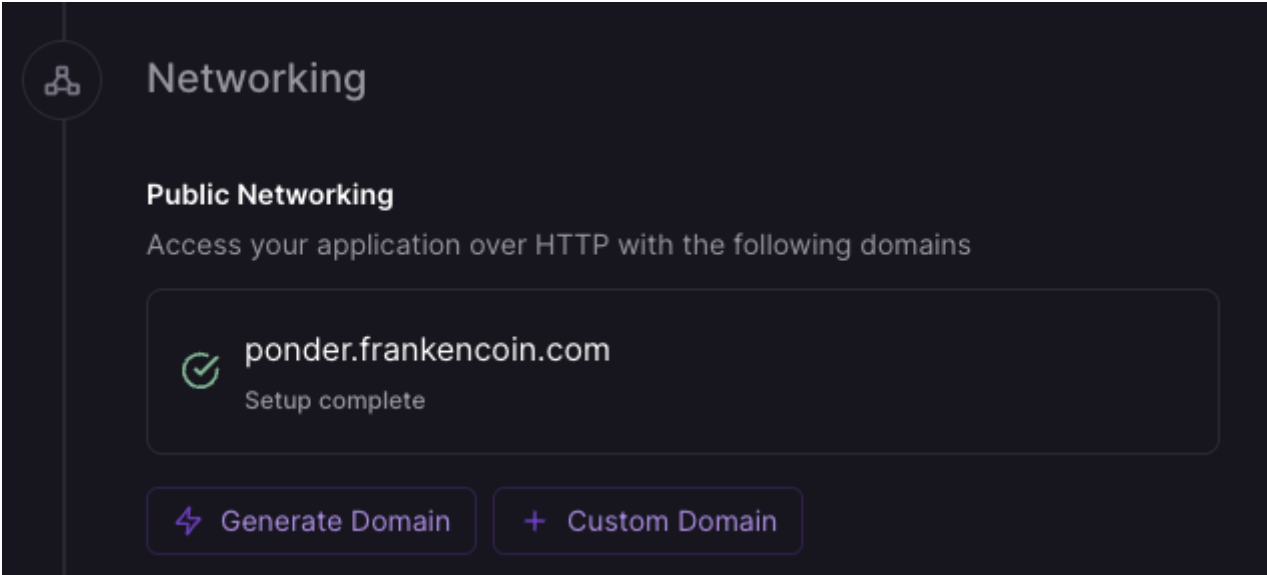 Networking
Public Networking
Access your application over HTTP with the following domains
ponder.frankencoin.com
Setup complete
Generate Domain
Custom Domain